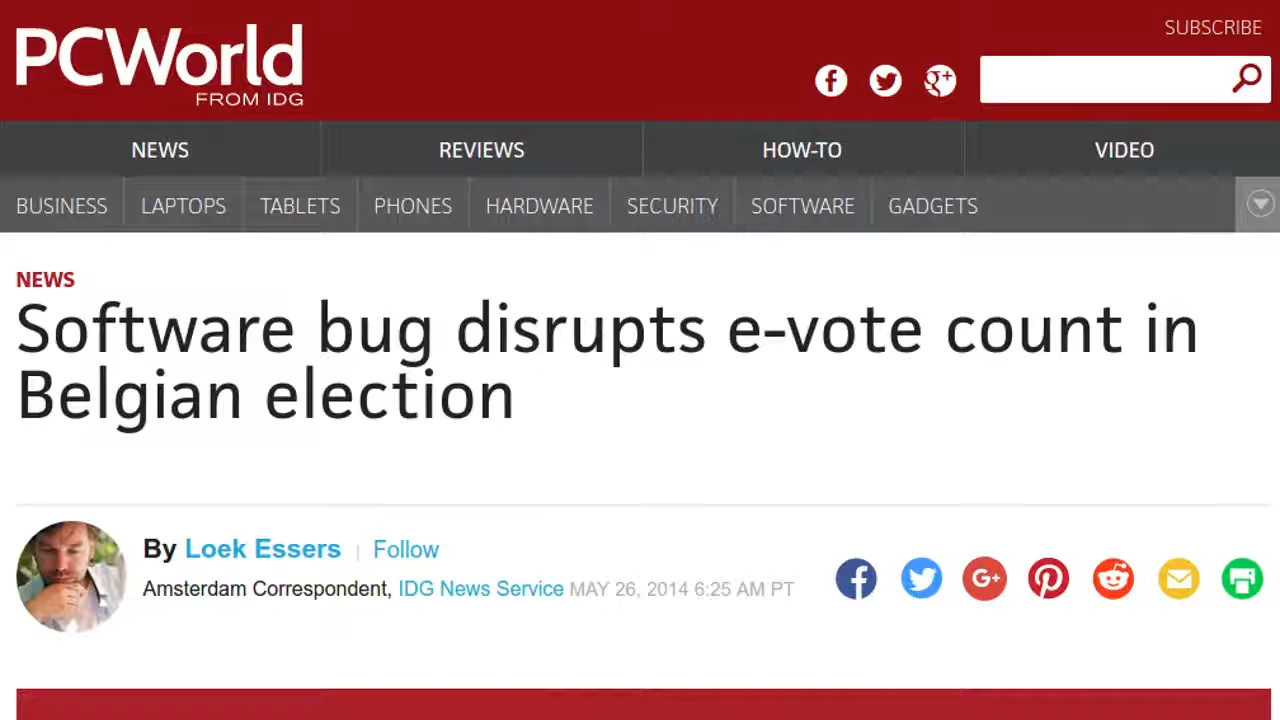 SUBSCRIBE
PCWorld
FROM IDG
NEWS REVIEWS HOW-TO VIDEO
BUSINESS LAPTOPS TABLETS PHONES HARDWARE SECURITY SOFTWARE GADGETS
NEWS
Software bug disrupts e-vote count in
Belgian election
By Loek Essers | Follow
Amsterdam Correspondent, IDG News Service MAY 26, 2014 6:25 AM PT